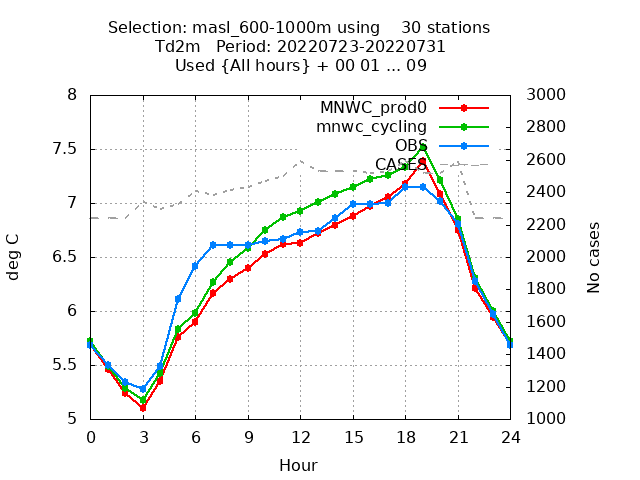 Selection: masl_600-1000m using    30 stations
Td2m   Period: 20220723-20220731
Used {All hours} + 00 01 ... 09
MNWC_prod0
mnwc_cycling
OBS
CASES
8
7.5
7
6.5
6
5.5
5
deg C
3000
2800
2600
2400
2200
2000
1800
1600
1400
1200
1000
No cases
0 3 6 9 12 15 18 21 24
Hour